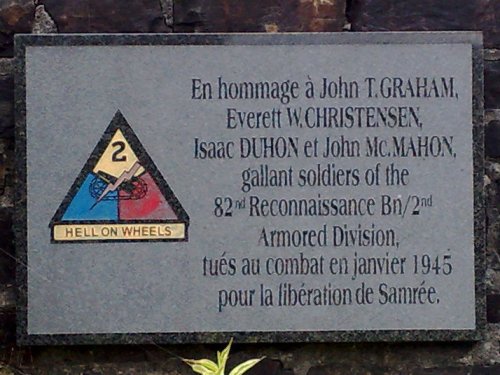 2
HELL ON WHEELS
En hommage à John T.GRAHAM,
Everett W.CHRISTENSEN,
Isaac DUHON et John Mc.MAHON,
gallant soldiers of the
82nd Reconnaissance Bn/2nd
Armored Division,
tués au combat en janvier 1945
pour la libération de Samrée.